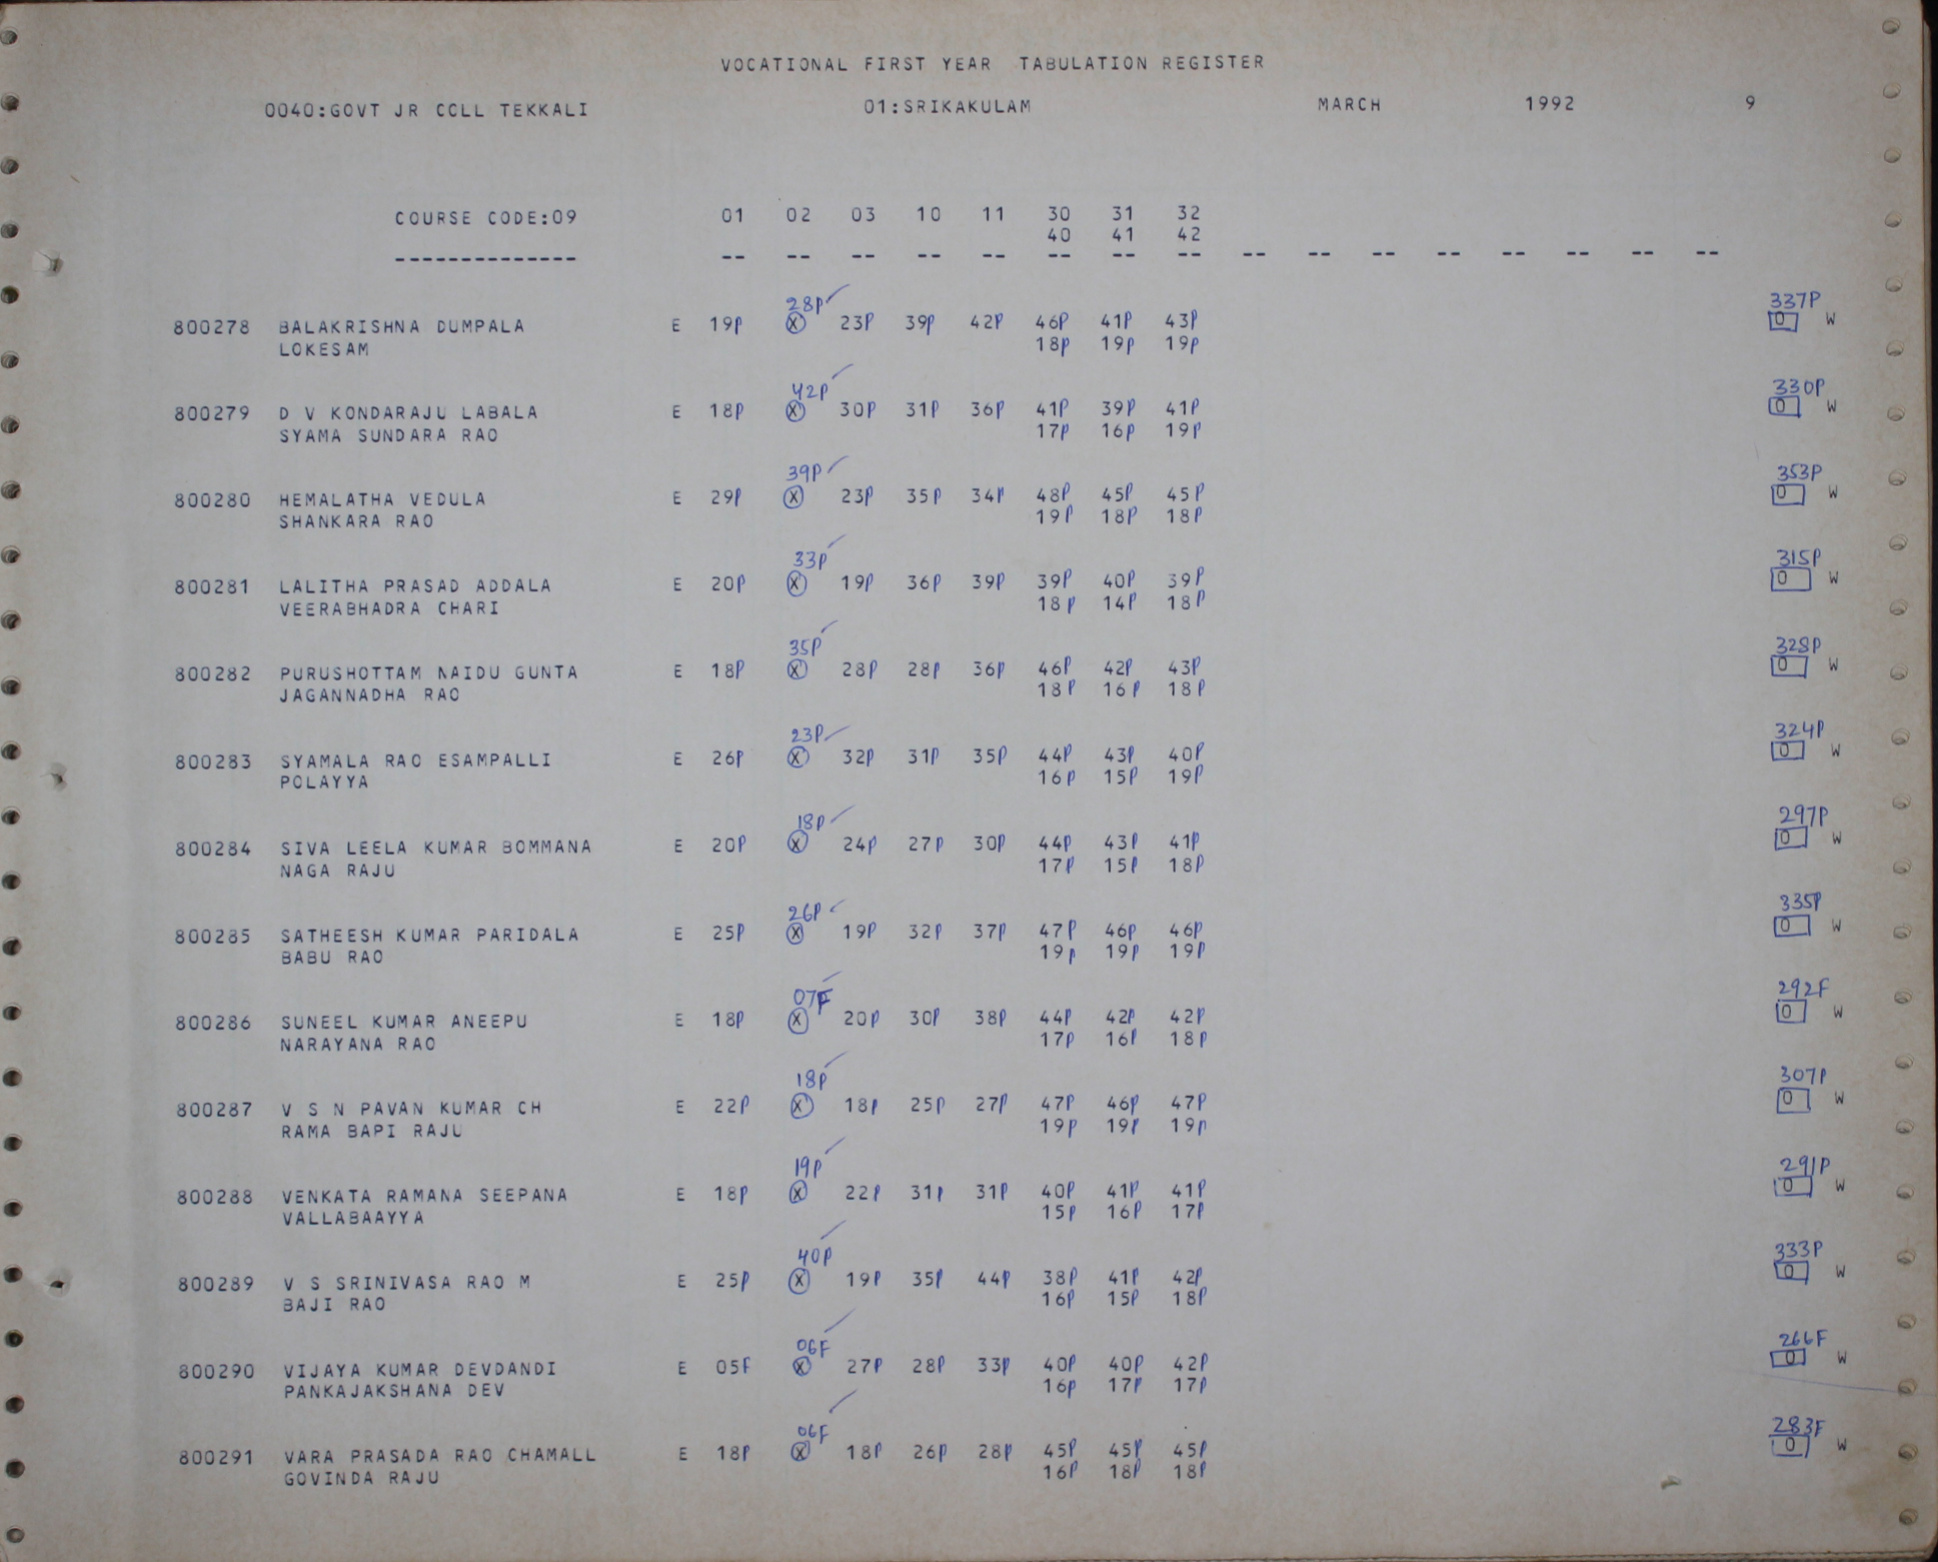 VOCATIONAL FIRST YEAR TABULATION REGISTER
0040:GOVT JR CCLL TEKKALI 01:SRIKAKULAM MARCH 1992 9
COURSE CODE:09 01 02 03 10 11 30 31 32
40 41 42
-------------- -- -- -- -- -- -- -- -- -- -- -- -- -- -- -- --
28P 337P
800278 BALAKRISHNA DUMPALA E 19P X 23P 39P 42P 46P 41P 43P 0 W
LOKESAM 18P 19P 19P
42P 330P
800279 D V KONDARAJU LABALA E 18P X 30P 31P 36P 41P 39P 41P 0 W
SYAMA SUNDARA RAO 17P 16P 19P
39P 353P
800280 HEMALATHA VEDULA E 29P X 23P 35P 34P 48P 45P 45P 0 W
SHANKARA RAO 19P 18P 18P
33P 315P
800281 LALITHA PRASAD ADDALA E 20P X 19P 36P 39P 39P 40P 39P 0 W
VEERABHADRA CHARI 18P 14P 18P
35P 328P
800282 PURUSHOTTAM NAIDU GUNTA E 18P X 28P 28P 36P 46P 42P 43P 0 W
JAGANNADHA RAO 18P 16P 18P
23P 324P
800283 SYAMALA RAO ESAMPALLI E 26P X 32P 31P 35P 44P 43P 40P 0 W
POLAYYA 16P 15P 19P
18P 297P
800284 SIVA LEELA KUMAR BOMMANA E 20P X 24P 27P 30P 44P 43P 41P 0 W
NAGA RAJU 17P 15P 18P
26P 335P
800285 SATHEESH KUMAR PARIDALA E 25P X 19P 32P 37P 47P 46P 46P 0 W
BABU RAO 19P 19P 19P
07F 292F
800286 SUNEEL KUMAR ANEEPU E 18P X 20P 30P 38P 44P 42P 42P 0 W
NARAYANA RAO 17P 16P 18P
18P 307P
800287 V S N PAVAN KUMAR CH E 22P X 18P 25P 27P 47P 46P 47P 0 W
RAMA BAPI RAJU 19P 19P 19P
19P 291P
800288 VENKATA RAMANA SEEPANA E 18P X 22P 31P 31P 40P 41P 41P 0 W
VALLABAAYYA 15P 16P 17P
40P 333P
800289 V S SRINIVASA RAO M E 25P X 19P 35P 44P 38P 41P 42P 0 W
BAJI RAO 16P 15P 18P
06F 266F
800290 VIJAYA KUMAR DEVDANDI E 05F X 27P 28P 33P 40P 40P 42P 0 W
PANKAJAKSHANA DEV 16P 17P 17P
06F 283F
800291 VARA PRASADA RAO CHAMALL E 18P X 18P 26P 28P 45P 45P 45P 0 W
GOVINDA RAJU 16P 18P 18P